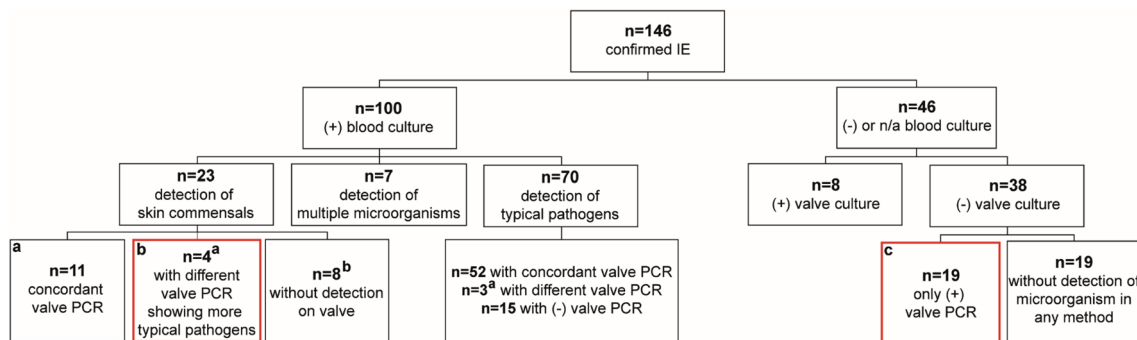 n=146
confirmed IE
n=100
(+) blood culture
n=46
(-) or n/a blood culture
n=23
detection of
skin commensals
n=7
detection of
multiple microorganisms
n=70
detection of
typical pathogens
n=8
(+) valve culture
n=38
(-) valve culture
a
n=11
concordant
valve PCR
b
n=4ᵃ
with different
valve PCR
showing more
typical pathogens
n=8ᵇ
without detection
on valve
n=52 with concordant valve PCR
n=3ᵃ with different valve PCR
n=15 with (-) valve PCR
c
n=19
only (+)
valve PCR
n=19
without detection of
microorganism in
any method